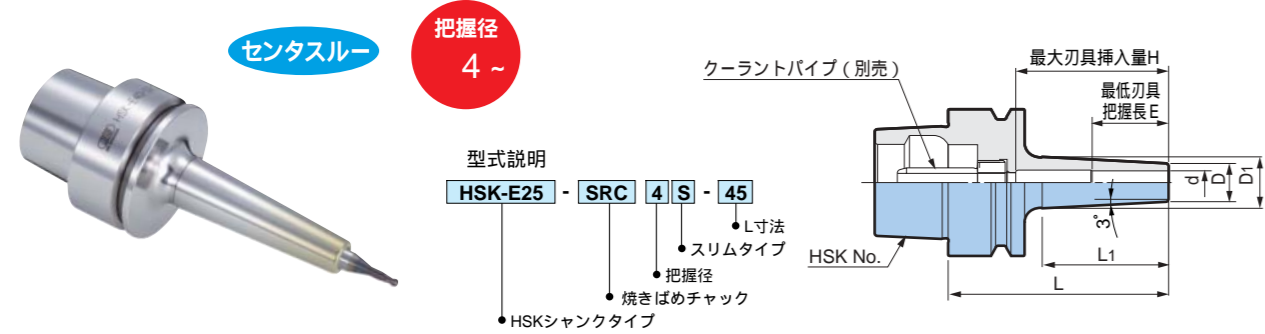 センタスルー
把握径
4 ~
型式説明
HSK-E25 - SRC 4 S - 45
L寸法
スリムタイプ
把握径
焼きばめチャック
HSKシャンクタイプ
クーラントパイプ（別売）
最大刃具挿入量H
最低刃具
把握長E
d
D
D1
3°
HSK No.
L1
L